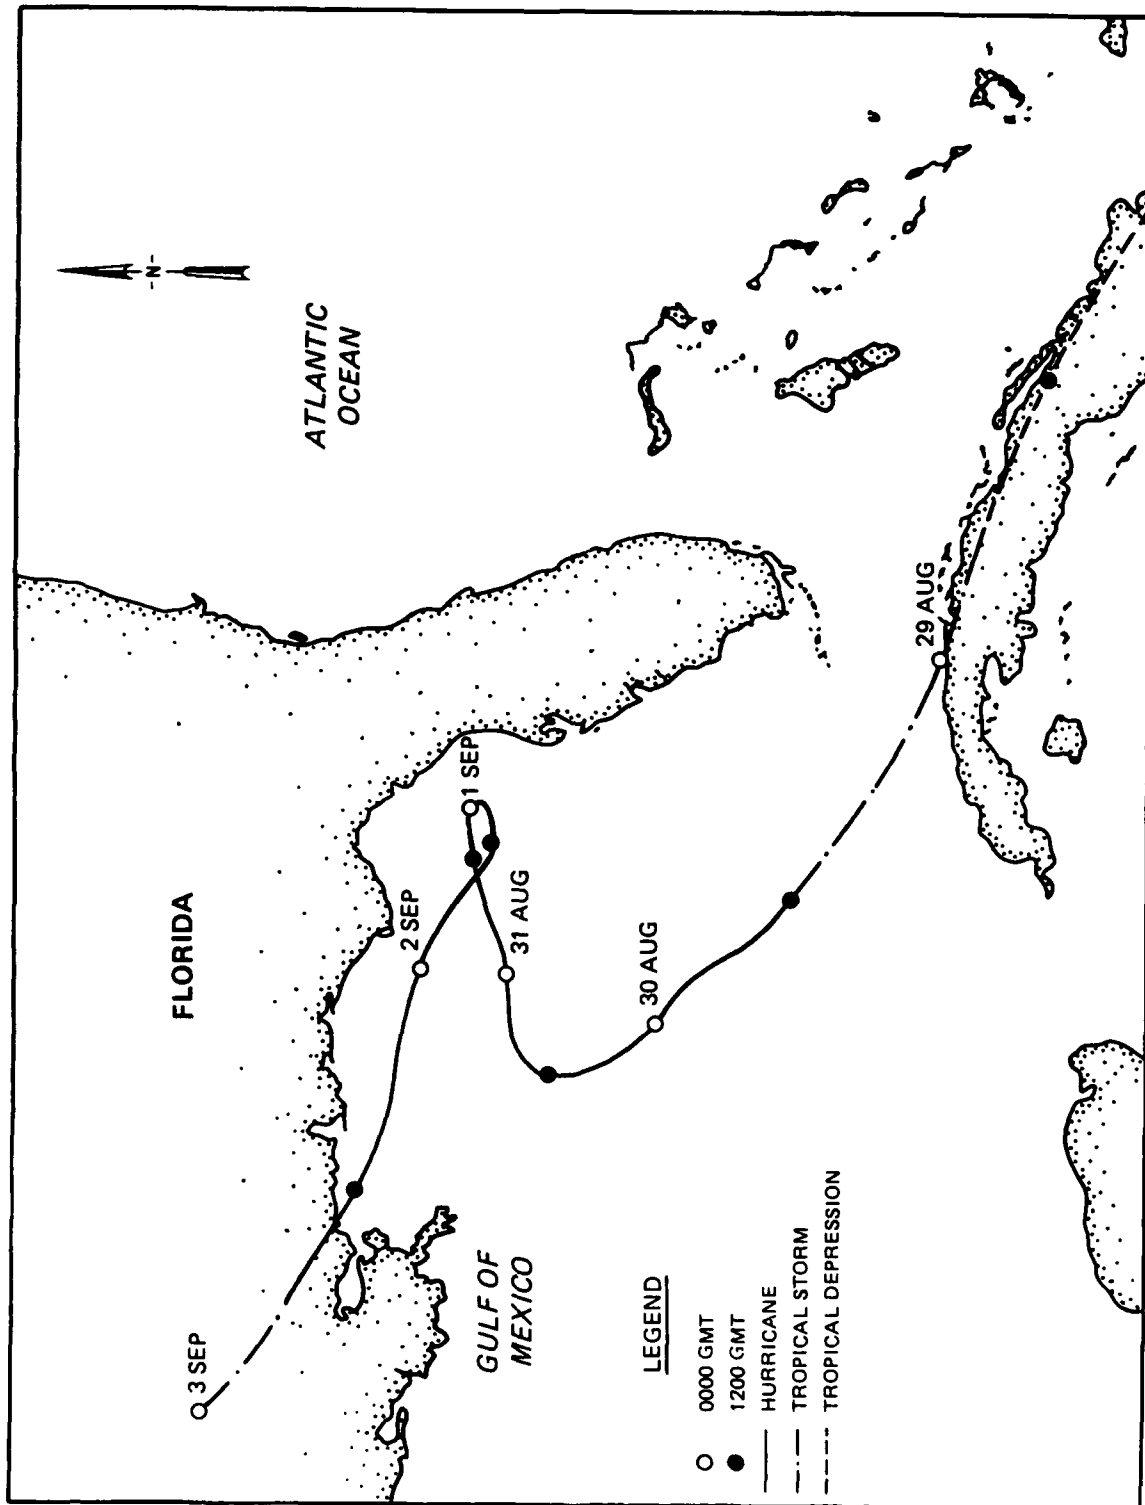 -N-
ATLANTIC
OCEAN
FLORIDA
3 SEP
2 SEP
1 SEP
31 AUG
30 AUG
29 AUG
GULF OF
MEXICO
LEGEND
0000 GMT
1200 GMT
HURRICANE
TROPICAL STORM
TROPICAL DEPRESSION